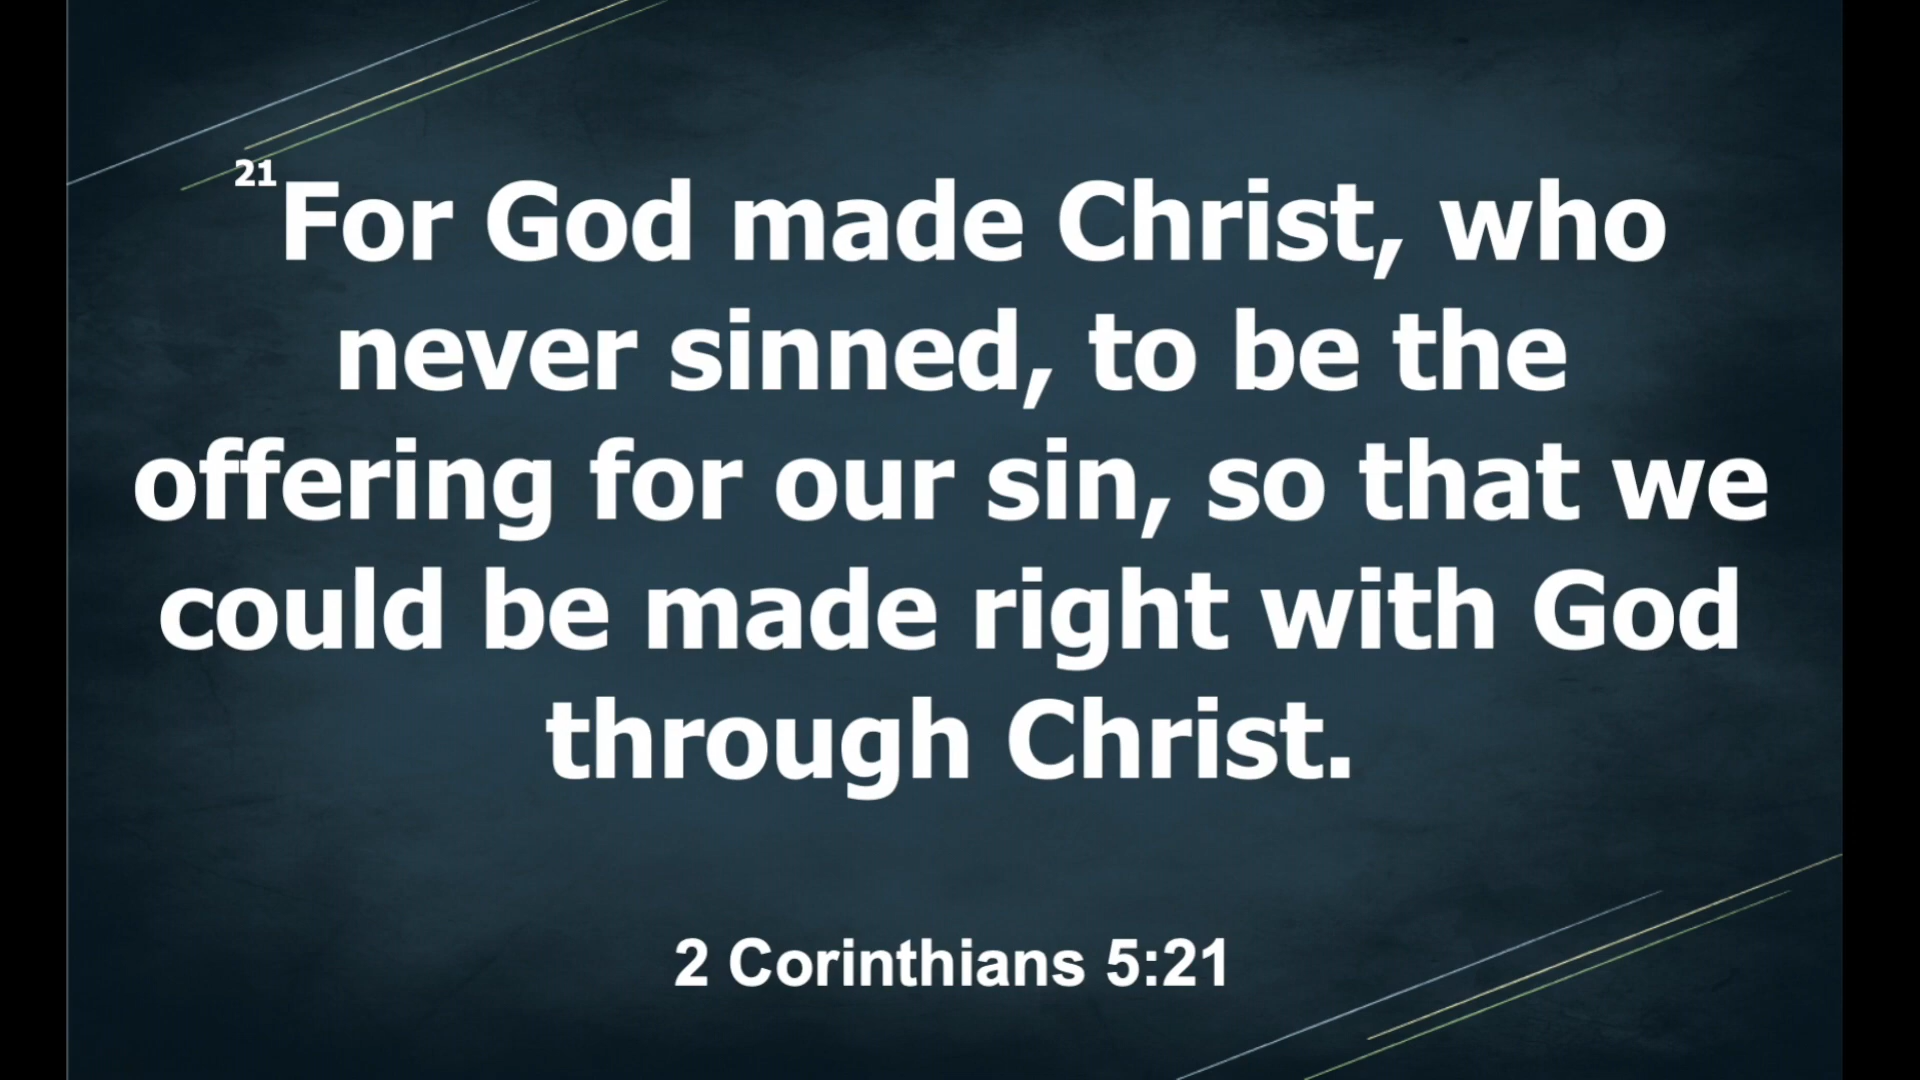 21 For God made Christ, who
never sinned, to be the
offering for our sin, so that we
could be made right with God
through Christ.
2 Corinthians 5:21